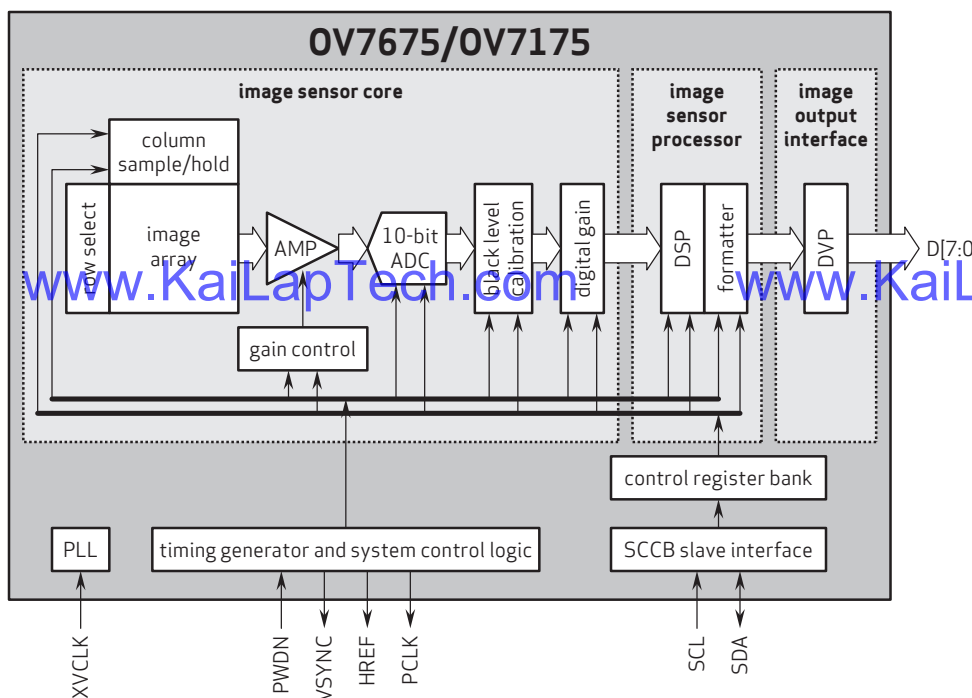 OV7675/OV7175
image sensor core
image
sensor
processor
image
output
interface
column
sample/hold
row select
image
array
AMP
10-bit
ADC
black level
calibration
digital gain
DSP
formatter
DVP
D[7:0
www.KaiLapTech.com
www.KaiL
gain control
control register bank
PLL
timing generator and system control logic
SCCB slave interface
XVCLK
PWDN
VSYNC
HREF
PCLK
SCL
SDA